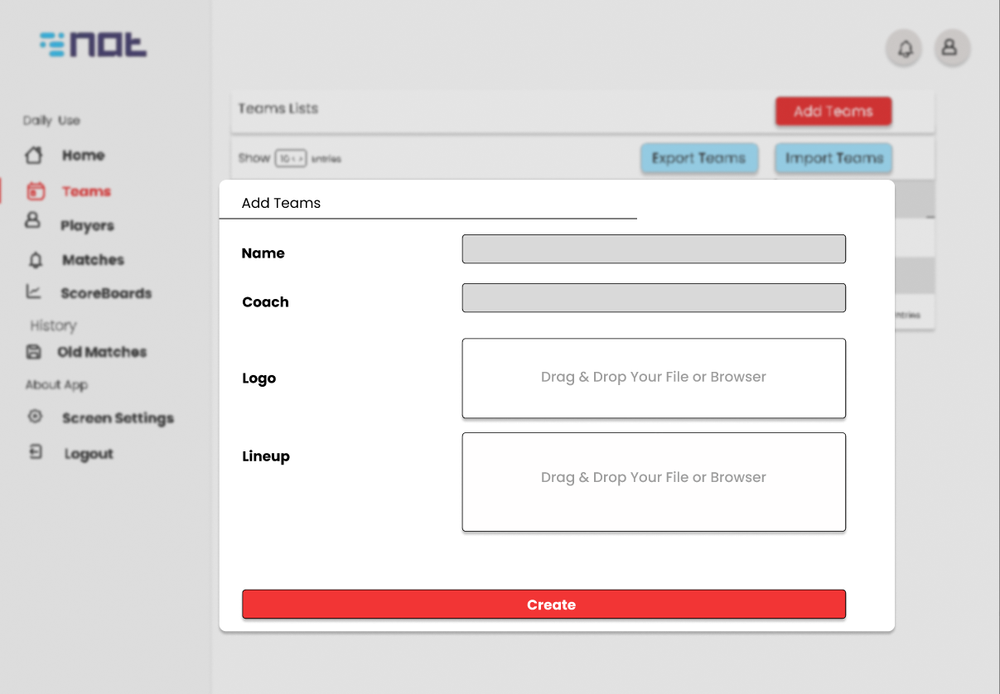 not
Daily Use
Home
Teams
Players
Matches
ScoreBoards
History
Old Matches
About App
Screen Settings
Logout
Teams Lists
Add Teams
Show 10 entries
Export Teams
Import Teams
Add Teams
Name
Coach
Logo
Drag & Drop Your File or Browser
Lineup
Drag & Drop Your File or Browser
Create
ntries